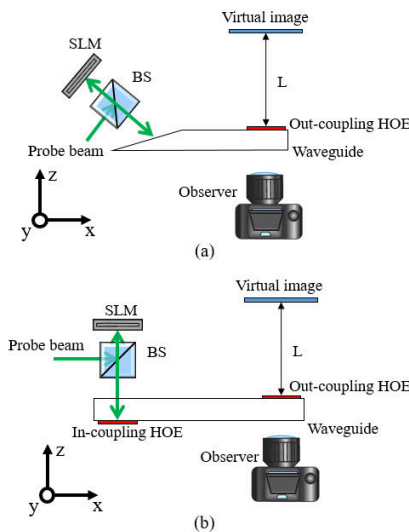 SLM
BS
Probe beam
Virtual image
L
Out-coupling HOE
Waveguide
Observer
z
y
x
(a)
SLM
Probe beam
BS
In-coupling HOE
Virtual image
L
Out-coupling HOE
Waveguide
Observer
z
y
x
(b)